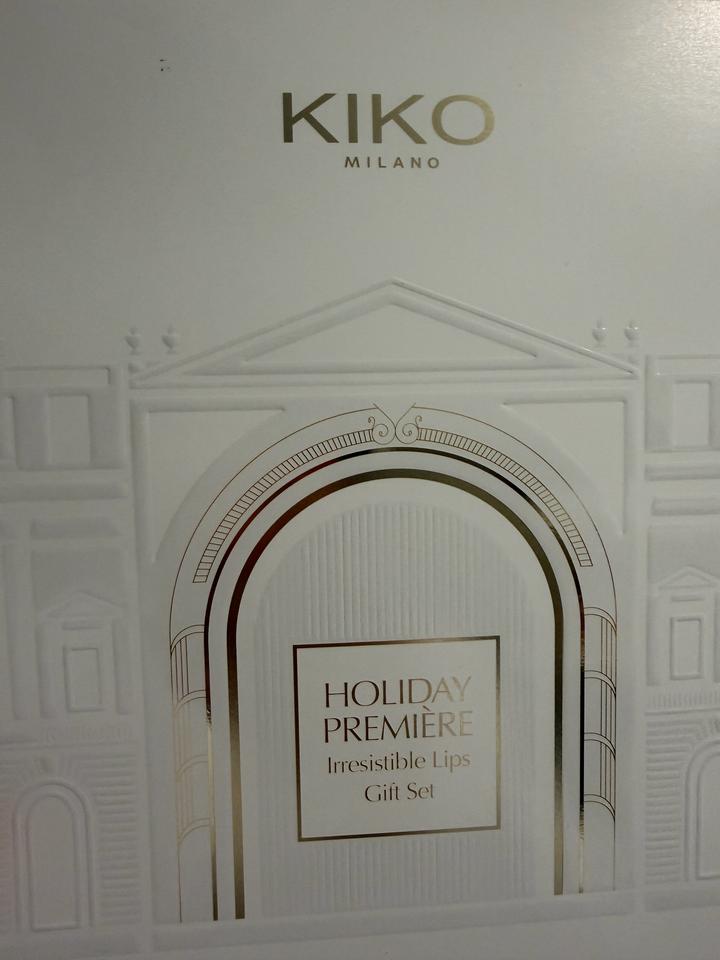 KIKO
MILANO
HOLIDAY
PREMIÈRE
Irresistible Lips
Gift Set